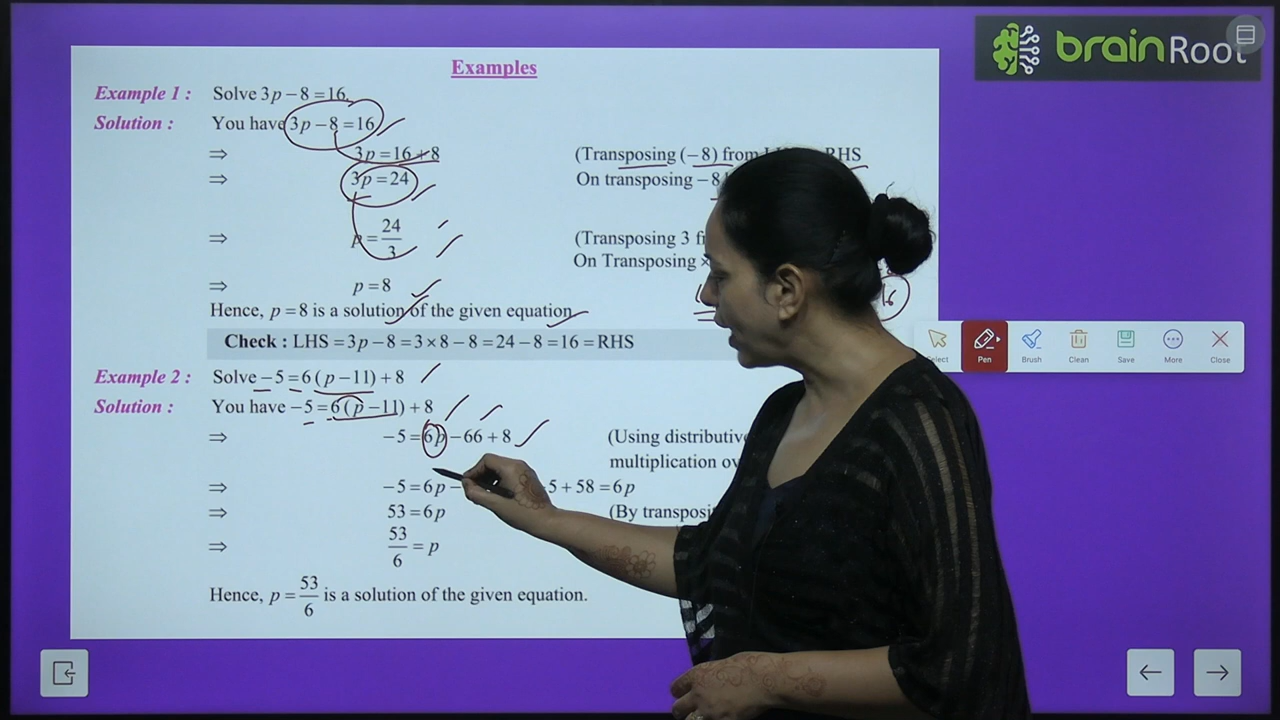 brainRoot
Examples
Example 1 : Solve 3p − 8 = 16.
Solution : You have 3p − 8 = 16
⇒ 3p = 16 + 8 (Transposing (− 8) from RHS
⇒ 3p = 24 On transposing − 8
⇒ p = 24/3 (Transposing 3
On Transposing ×
⇒ p = 8
Hence, p = 8 is a solution of the given equation
16
Check : LHS = 3p − 8 = 3 × 8 − 8 = 24 − 8 = 16 = RHS
Select Pen Brush Clean Save More Close
Example 2 : Solve − 5 = 6 (p − 11) + 8
Solution : You have − 5 = 6 (p − 11) + 8
⇒ −5 = 6p − 66 + 8 (Using distributive
multiplication
⇒ −5 = 6p − 5 + 58 = 6p
⇒ 53 = 6p (By
⇒ 53/6 = p
Hence, p = 53/6 is a solution of the given equation.